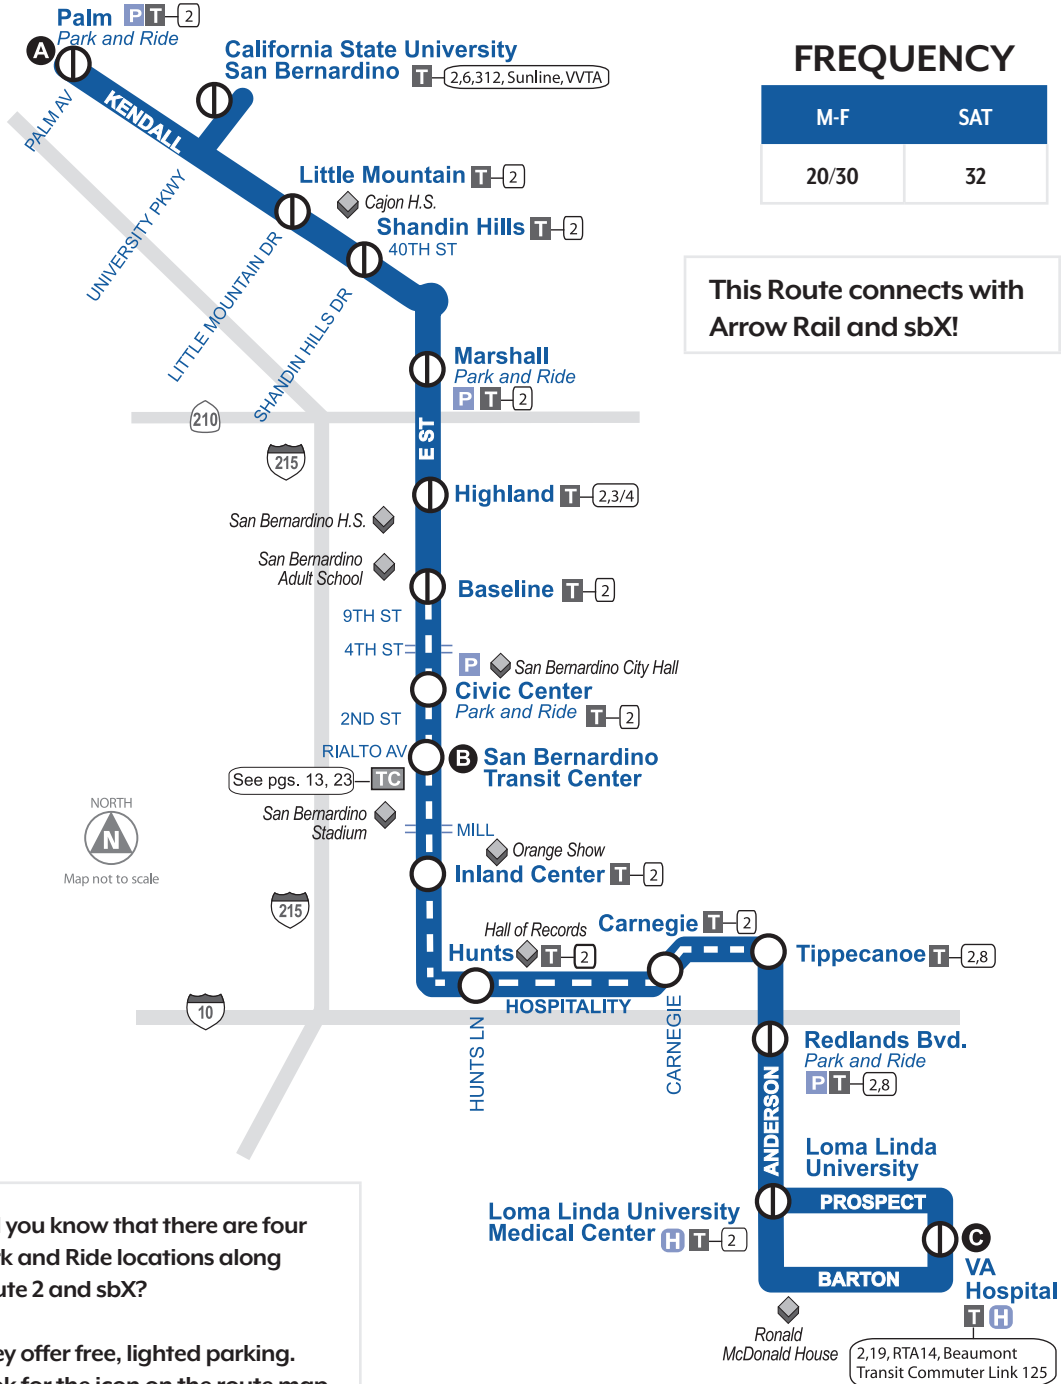 Palm P T 2
Park and Ride
A
California State University
San Bernardino T 2,6,312, Sunline, VVTA
FREQUENCY
M-F SAT
20/30 32
KENDALL
PALM AV
Little Mountain T 2
Cajon H.S.
UNIVERSITY PKWY
Shandin Hills T 2
40TH ST
LITTLE MOUNTAIN DR
SHANDIN HILLS DR
This Route connects with
Arrow Rail and sbX!
Marshall
Park and Ride
P T 2
210
E ST
215
Highland T 2,3/4
San Bernardino H.S.
San Bernardino
Adult School
Baseline T 2
9TH ST
4TH ST
P San Bernardino City Hall
Civic Center
Park and Ride T 2
2ND ST
RIALTO AV
B San Bernardino
Transit Center
See pgs. 13, 23 TC
San Bernardino
Stadium
NORTH
N
Map not to scale
MILL
Orange Show
Inland Center T 2
215
Hall of Records
Carnegie T 2
Hunts T 2
Tippecanoe T 2,8
HOSPITALITY
10
HUNTS LN
CARNEGIE
Redlands Bvd.
Park and Ride
P T 2,8
ANDERSON
Loma Linda
University
PROSPECT
Loma Linda University
Medical Center H T 2
C
VA
Hospital
T H
BARTON
Ronald
McDonald House
2,19, RTA14, Beaumont
Transit Commuter Link 125
you know that there are four
and Ride locations along
2 and sbX?
offer free, lighted parking.
for the icon on the route map